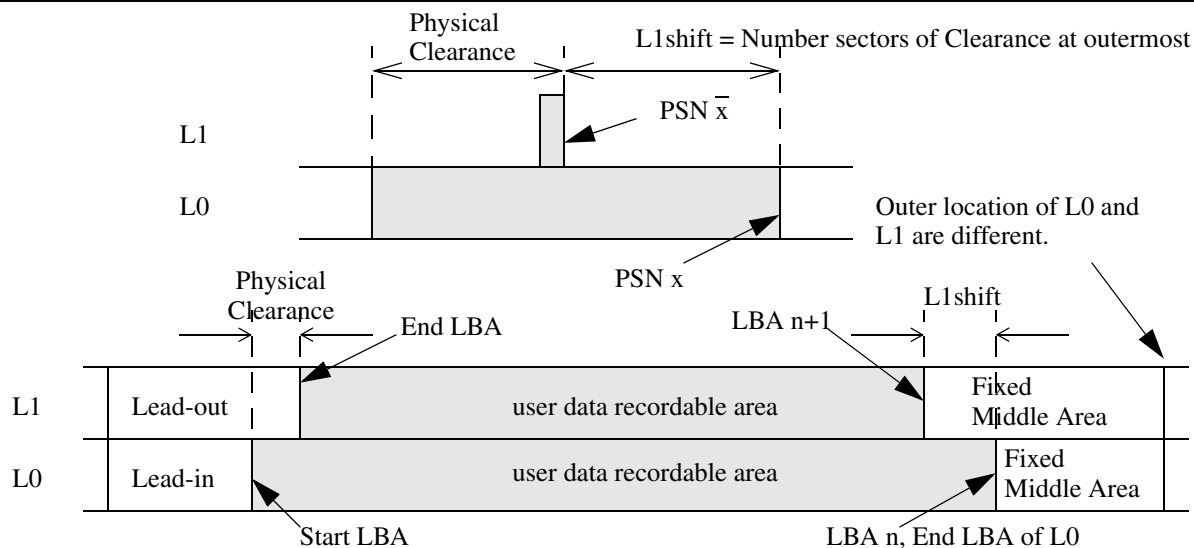 Physical
Clearance
L1shift = Number sectors of Clearance at outermost
L1
PSN x̅
L0
Outer location of L0 and
L1 are different.
PSN x
Physical
Clearance
L1shift
End LBA
LBA n+1
L1
Lead-out
user data recordable area
Fixed
Middle Area
L0
Lead-in
user data recordable area
Fixed
Middle Area
Start LBA
LBA n, End LBA of L0